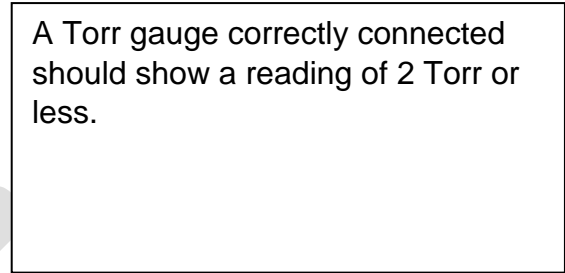 A Torr gauge correctly connected
should show a reading of 2 Torr or
less.